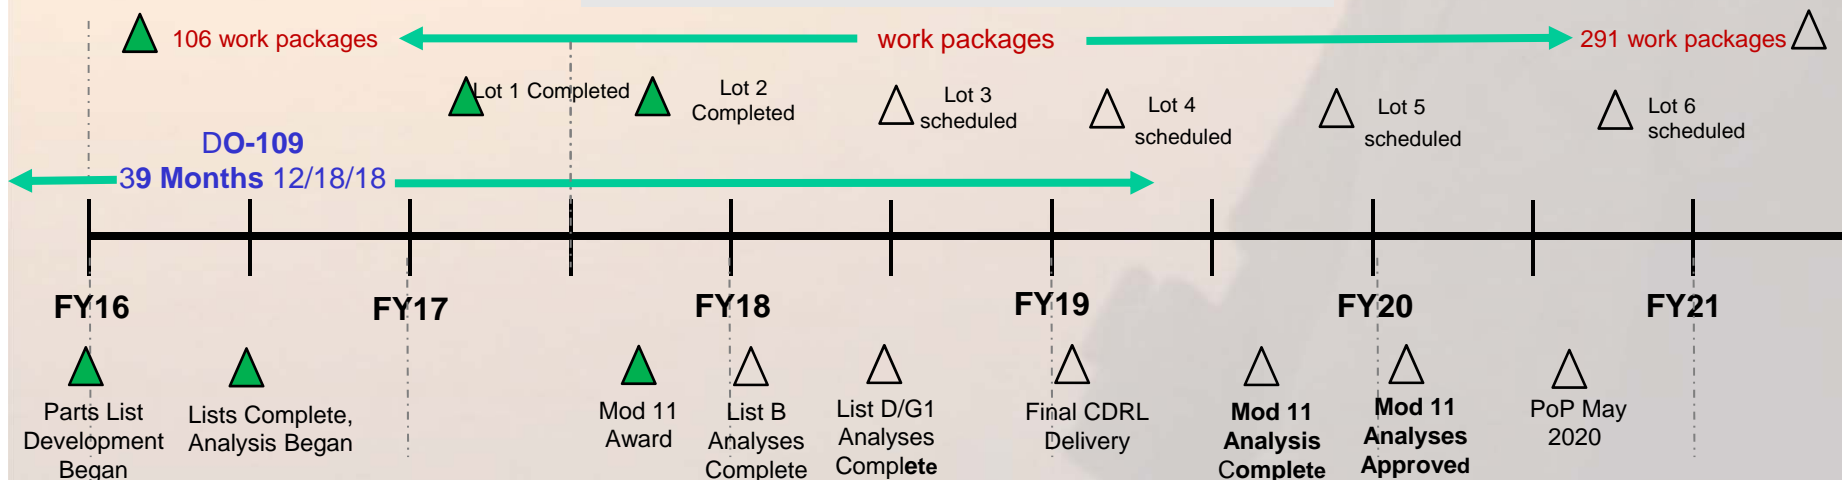 106 work packages
work packages
291 work packages
Lot 1 Completed
Lot 2
Completed
Lot 3
scheduled
Lot 4
scheduled
Lot 5
scheduled
Lot 6
scheduled
DO-109
39 Months 12/18/18
FY16
FY17
FY18
FY19
FY20
FY21
Parts List
Development
Began
Lists Complete,
Analysis Began
Mod 11
Award
List B
Analyses
Complete
List D/G1
Analyses
Complete
Final CDRL
Delivery
Mod 11
Analysis
Complete
Mod 11
Analyses
Approved
PoP May
2020